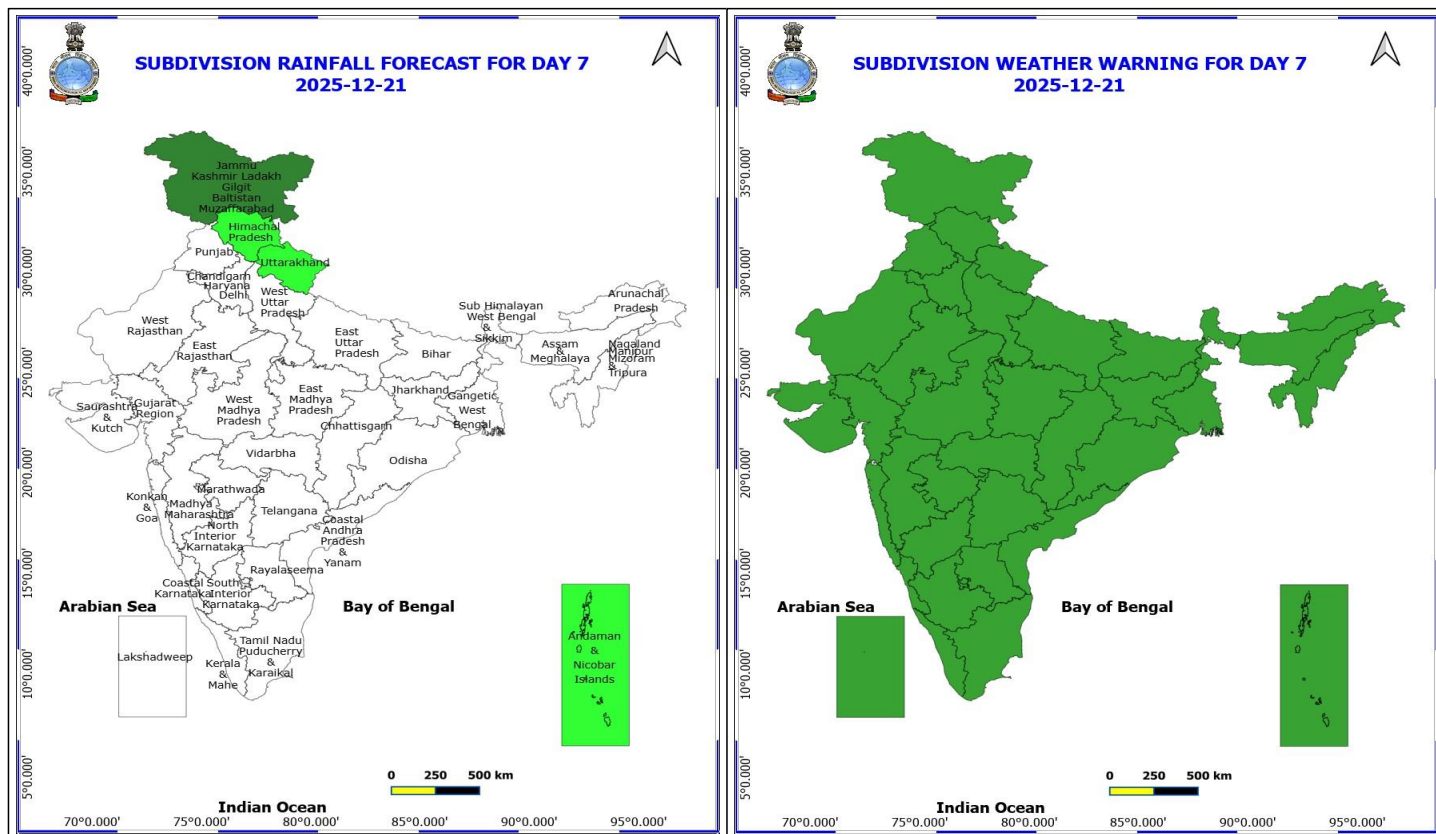 SUBDIVISION RAINFALL FORECAST FOR DAY 7
2025-12-21
40°0.000'
35°0.000'
30°0.000'
25°0.000'
20°0.000'
15°0.000'
10°0.000'
5°0.000'
Jammu
Kashmir Ladakh
Gilgit
Baltistan
Muzaffarabad
Himachal
Pradesh
Punjab
Uttarakhand
Chandigarh
Haryana
Delhi
West
Uttar
Pradesh
West
Rajasthan
East
Rajasthan
East
Uttar
Pradesh
Bihar
Sub Himalayan
West Bengal
&
Sikkim
Arunachal
Pradesh
Assam
&
Meghalaya
Nagaland
Manipur
Mizoram
&
Tripura
Saurashtra
&
Kutch
Gujarat
Region
West
Madhya
Pradesh
East
Madhya
Pradesh
Jharkhand
Gangetic
West
Bengal
Chhattisgarh
Vidarbha
Odisha
Konkan
&
Goa
Madhya
Maharashtra
Marathwada
Telangana
North
Interior
Karnataka
Coastal
Andhra
Pradesh
&
Yanam
Rayalaseema
Coastal
Karnataka
South
Interior
Karnataka
Arabian Sea
Bay of Bengal
Lakshadweep
Kerala
&
Mahe
Tamil Nadu
Puducherry
&
Karaikal
Andaman
&
Nicobar
Islands
0 250 500 km
Indian Ocean
70°0.000' 75°0.000' 80°0.000' 85°0.000' 90°0.000' 95°0.000'
SUBDIVISION WEATHER WARNING FOR DAY 7
2025-12-21
40°0.000'
35°0.000'
30°0.000'
25°0.000'
20°0.000'
15°0.000'
10°0.000'
5°0.000'
Arabian Sea
Bay of Bengal
0 250 500 km
Indian Ocean
70°0.000' 75°0.000' 80°0.000' 85°0.000' 90°0.000' 95°0.000'